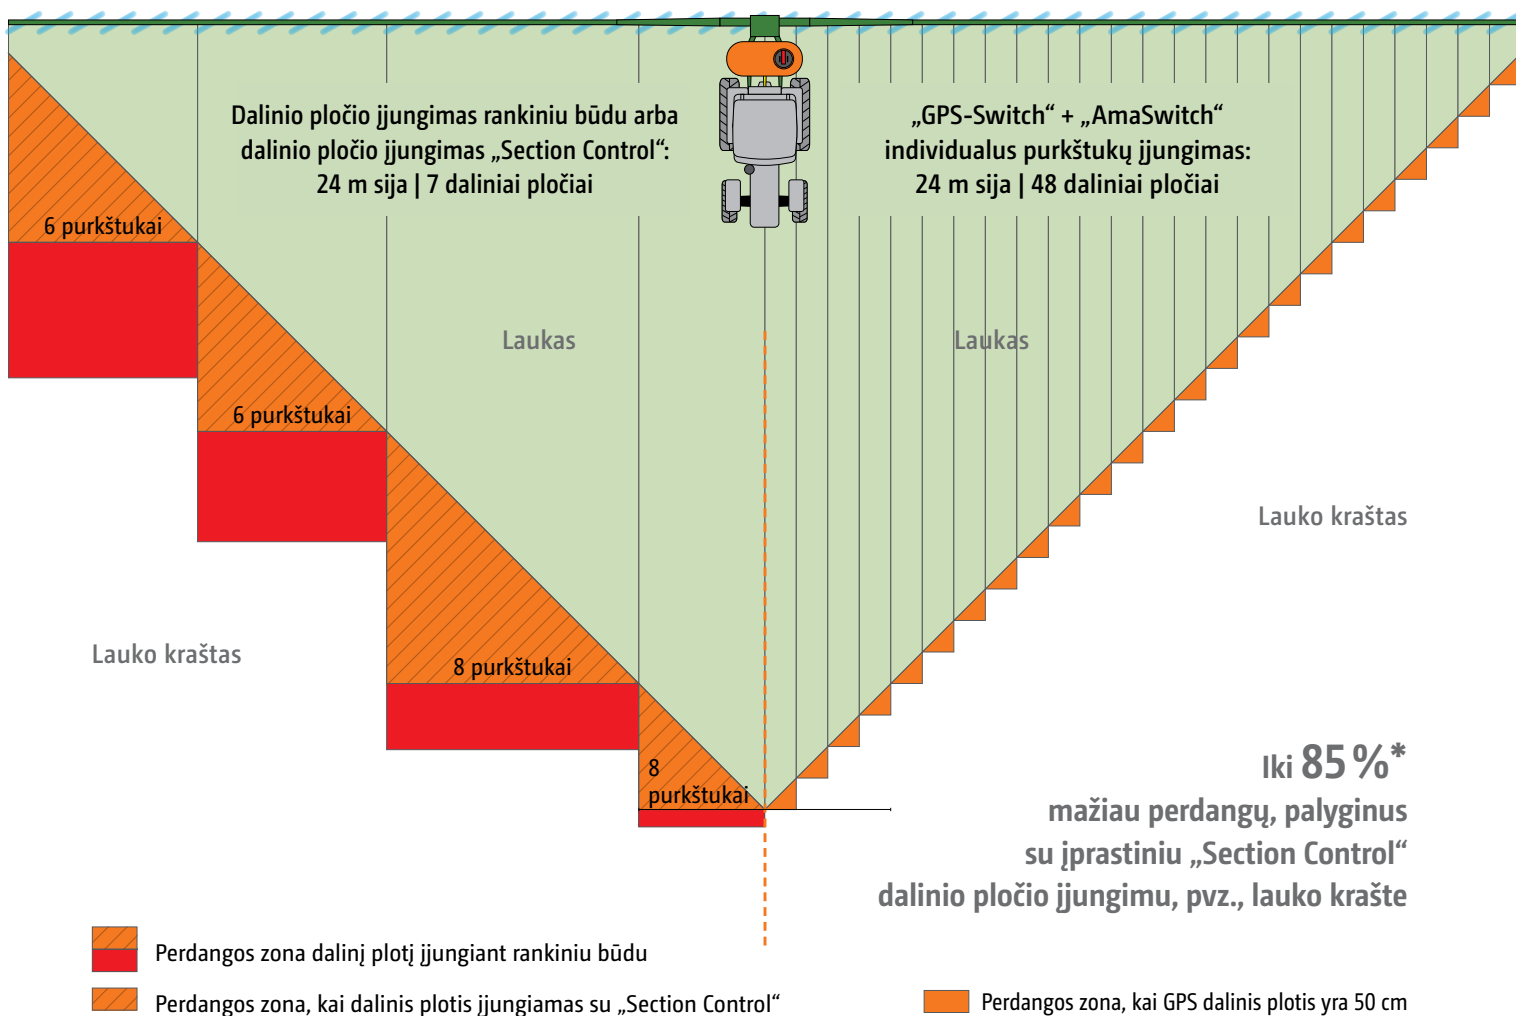 Dalinio pločio įjungimas rankiniu būdu arba
dalinio pločio įjungimas „Section Control“:
24 m sija | 7 daliniai pločiai
„GPS-Switch“ + „AmaSwitch“
individualus purkštukų įjungimas:
24 m sija | 48 daliniai pločiai
6 purkštukai
Laukas
Laukas
6 purkštukai
Lauko kraštas
Lauko kraštas
8 purkštukai
8
purkštukai
Iki 85 %*
mažiau perdangų, palyginus
su įprastiniu „Section Control“
dalinio pločio įjungimu, pvz., lauko krašte
Perdangos zona dalinį plotį įjungiant rankiniu būdu
Perdangos zona, kai dalinis plotis įjungiamas su „Section Control“
Perdangos zona, kai GPS dalinis plotis yra 50 cm